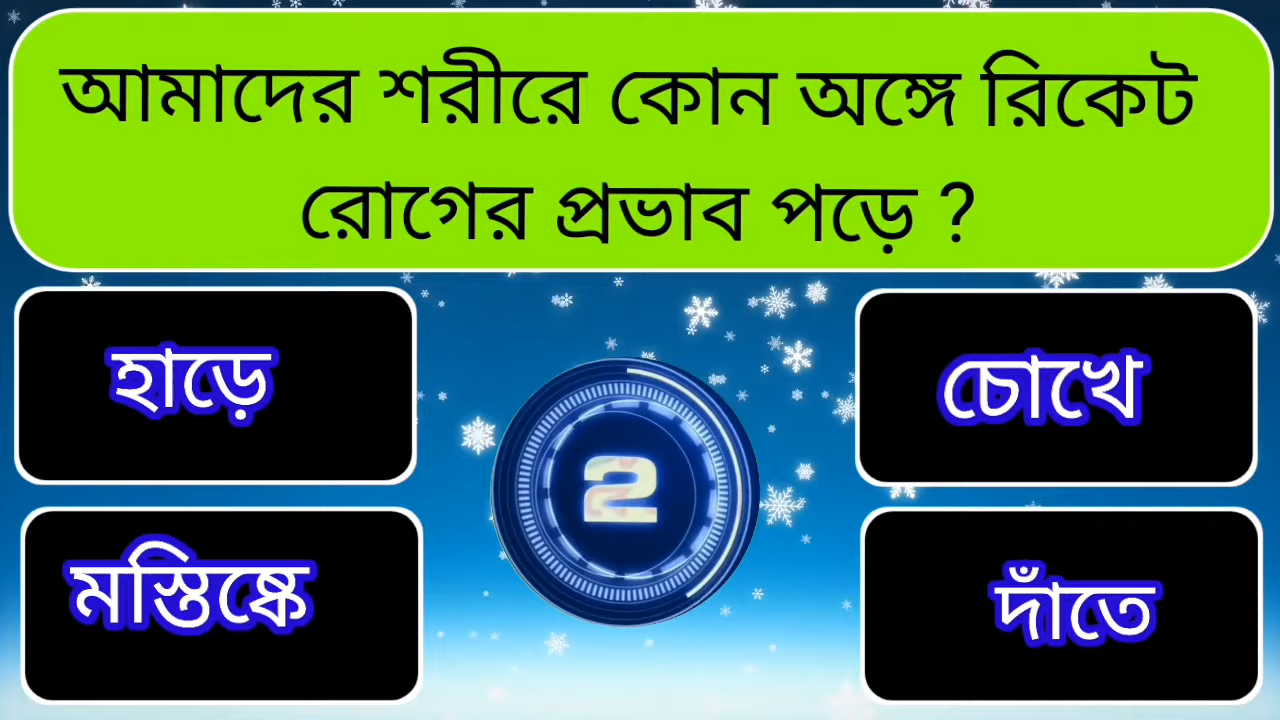 আমাদের শরীরে কোন অঙ্গে রিকেট
রোগের প্রভাব পড়ে ?
হাড়ে
চোখে
2
মস্তিষ্কে
দাঁতে